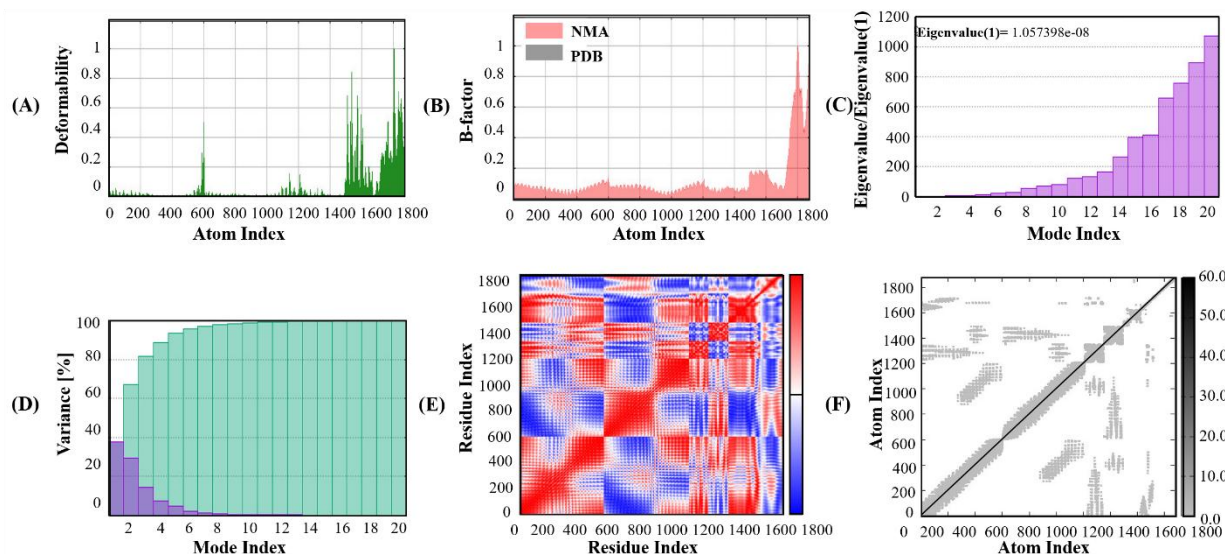 (A)
Deformability
1
0.8
0.6
0.4
0.2
0
0 200 400 600 800 1000 1200 1400 1600 1800
Atom Index
(B)
B-factor
1
0.8
0.6
0.4
0.2
0
NMA
PDB
0 200 400 600 800 1000 1200 1400 1600 1800
Atom Index
(C)
Eigenvalue/Eigenvalue(1)
1200
1000
800
600
400
200
0
Eigenvalue(1)= 1.057398e-08
2 4 6 8 10 12 14 16 18 20
Mode Index
(D)
Variance [%]
100
80
60
40
20
0
2 4 6 8 10 12 14 16 18 20
Mode Index
(E)
Residue Index
1800
1600
1400
1200
1000
800
600
400
200
0
0 200 400 600 800 1000 1200 1400 1600 1800
Residue Index
(F)
Atom Index
1800
1600
1400
1200
1000
800
600
400
200
0
0 200 400 600 800 1000 1200 1400 1600 1800
Atom Index
60.0
50.0
40.0
30.0
20.0
10.0
0.0